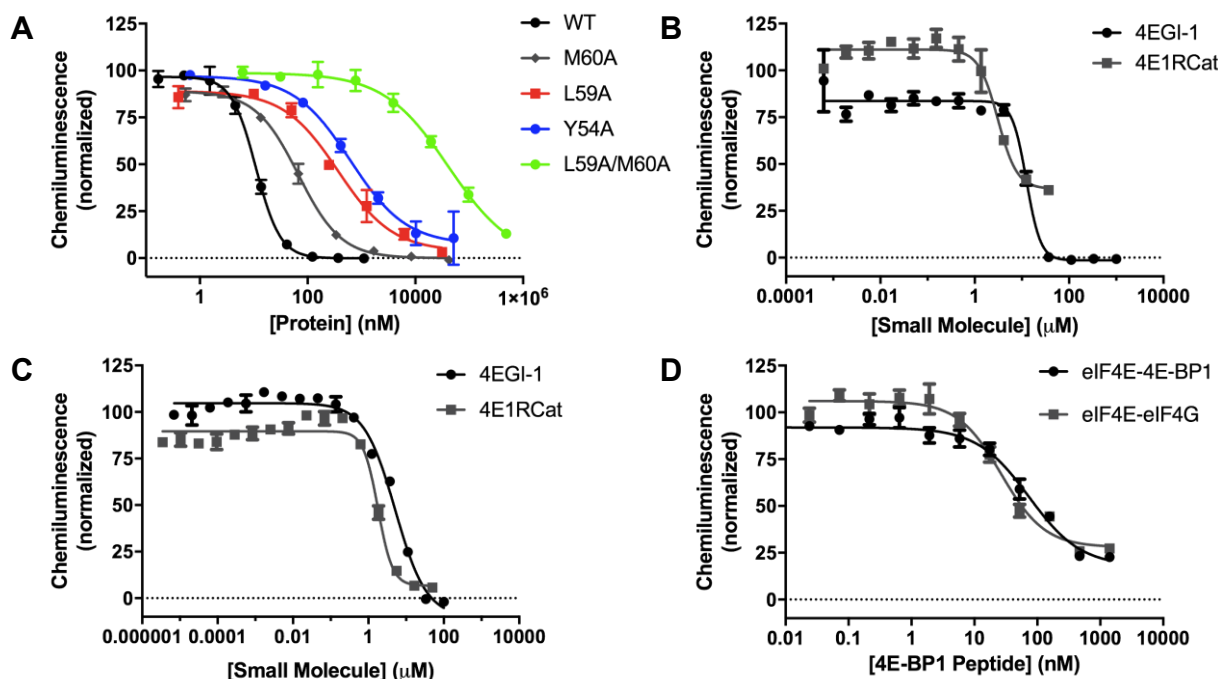 A
Chemiluminescence
(normalized)
125
100
75
50
25
0
1
100
10000
1×10⁶
[Protein] (nM)
WT
M60A
L59A
Y54A
L59A/M60A
B
Chemiluminescence
(normalized)
125
100
75
50
25
0
0.0001
0.01
1
100
10000
[Small Molecule] (μM)
4EGI-1
4E1RCat
C
Chemiluminescence
(normalized)
125
100
75
50
25
0
0.000001
0.0001
0.01
1
100
10000
[Small Molecule] (μM)
4EGI-1
4E1RCat
D
Chemiluminescence
(normalized)
125
100
75
50
25
0
0.01
0.1
1
10
100
1000
10000
[4E-BP1 Peptide] (nM)
eIF4E-4E-BP1
eIF4E-eIF4G